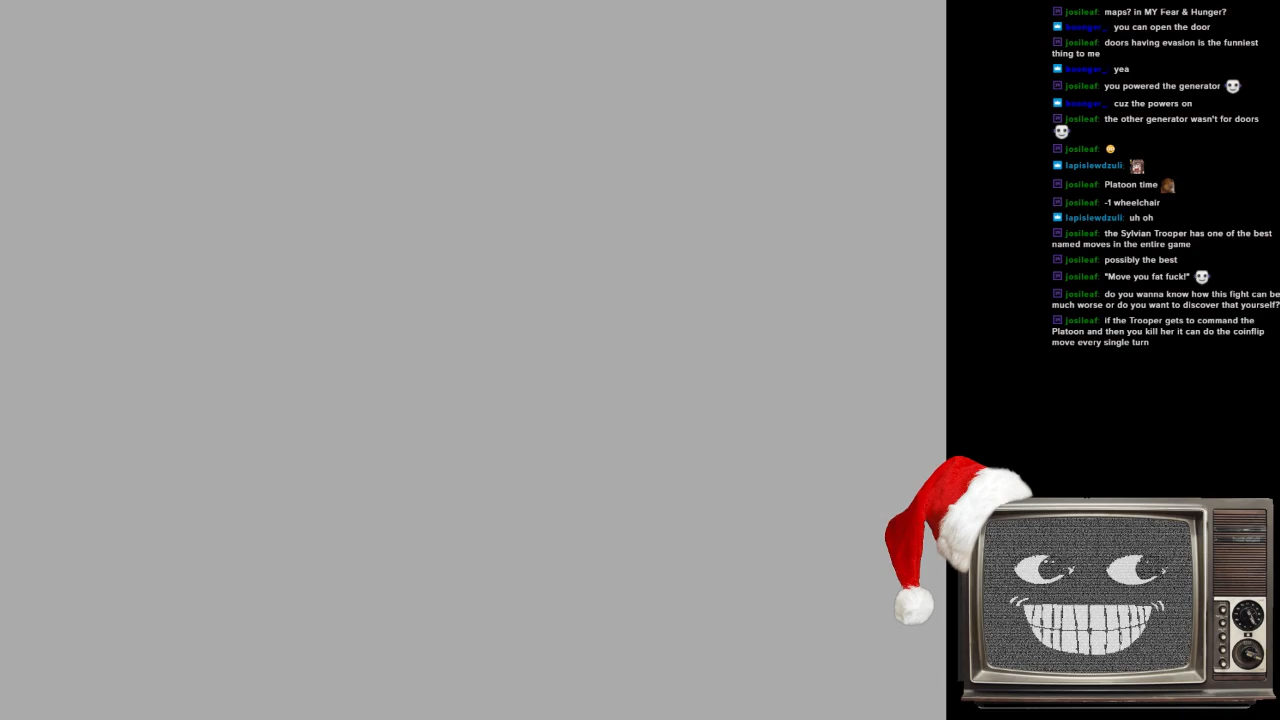 josileaf: maps? in MY Fear & Hunger?
you can open the door
josileaf: doors having evasion is the funniest
thing to me
yea
josileaf: you powered the generator
cuz the powers on
josileaf: the other generator wasn't for doors
josileaf:
lapislewdzuli:
josileaf: Platoon time
josileaf: -1 wheelchair
lapislewdzuli: uh oh
josileaf: the Sylvian Trooper has one of the best
named moves in the entire game
josileaf: possibly the best
josileaf: "Move you fat fuck!"
josileaf: do you wanna know how this fight can be
much worse or do you want to discover that yourself?
josileaf: if the Trooper gets to command the
Platoon and then you kill her it can do the coinflip
move every single turn